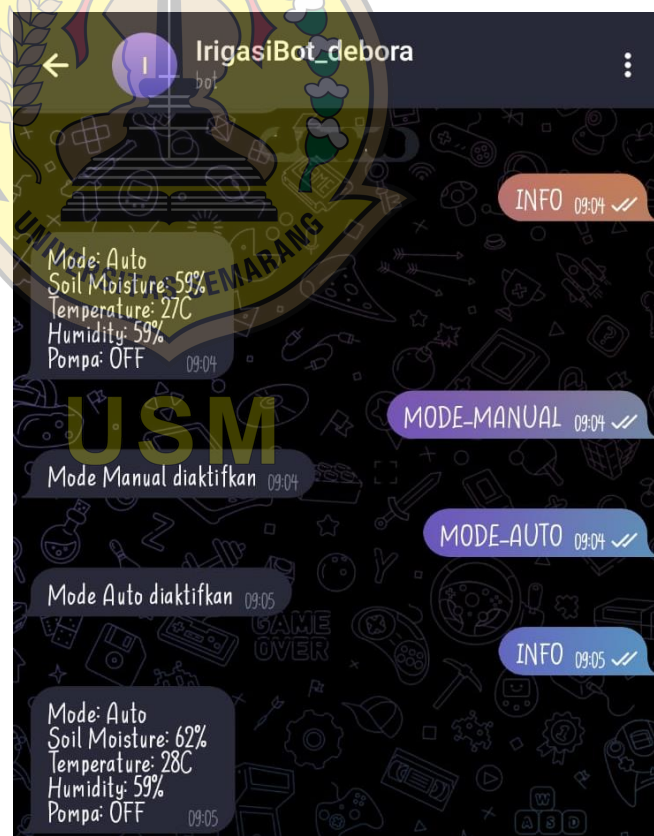 IrigasiBot_debora
bot
INFO 09:04
UNIVERSITAS SEMARANG
Mode: Auto
Soil Moisture: 59%
Temperature: 27C
Humidity: 59%
Pompa: OFF 09:04
USM
MODE_MANUAL 09:04
Mode Manual diaktifkan 09:04
MODE_AUTO 09:04
Mode Auto diaktifkan 09:05
GAME
OVER
INFO 09:05
Mode: Auto
Soil Moisture: 62%
Temperature: 28C
Humidity: 59%
Pompa: OFF 09:05
W
A S D